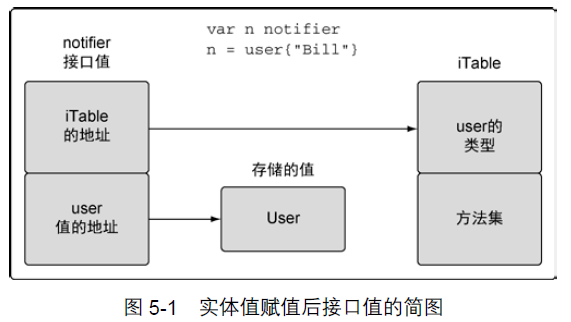 var n notifier
n = user{"Bill"}
notifier
接口值
iTable
iTable
的地址
user的
类型
存储的值
user
值的地址
User
方法集
图 5-1 实体值赋值后接口值的简图